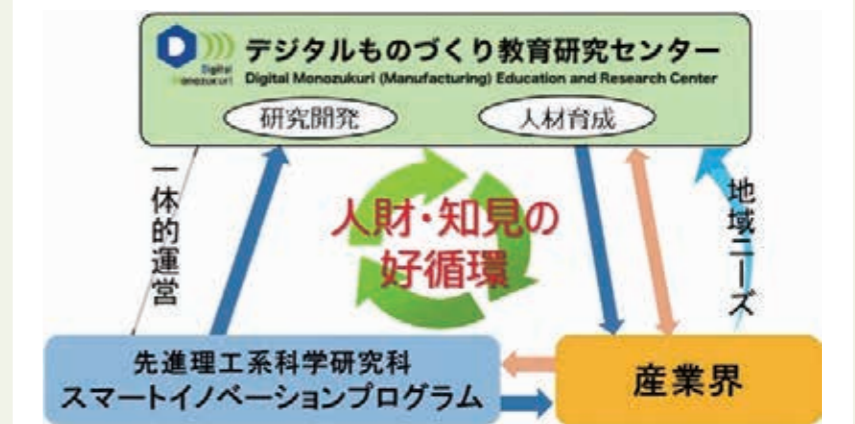 デジタルものづくり教育研究センター
Digital Monozukuri (Manufacturing) Education and Research Center
D
Digital
Monozukuri
研究開発
人材育成
一体的運営
人財・知見の
好循環
地域ニーズ
先進理工系科学研究科
スマートイノベーションプログラム
産業界